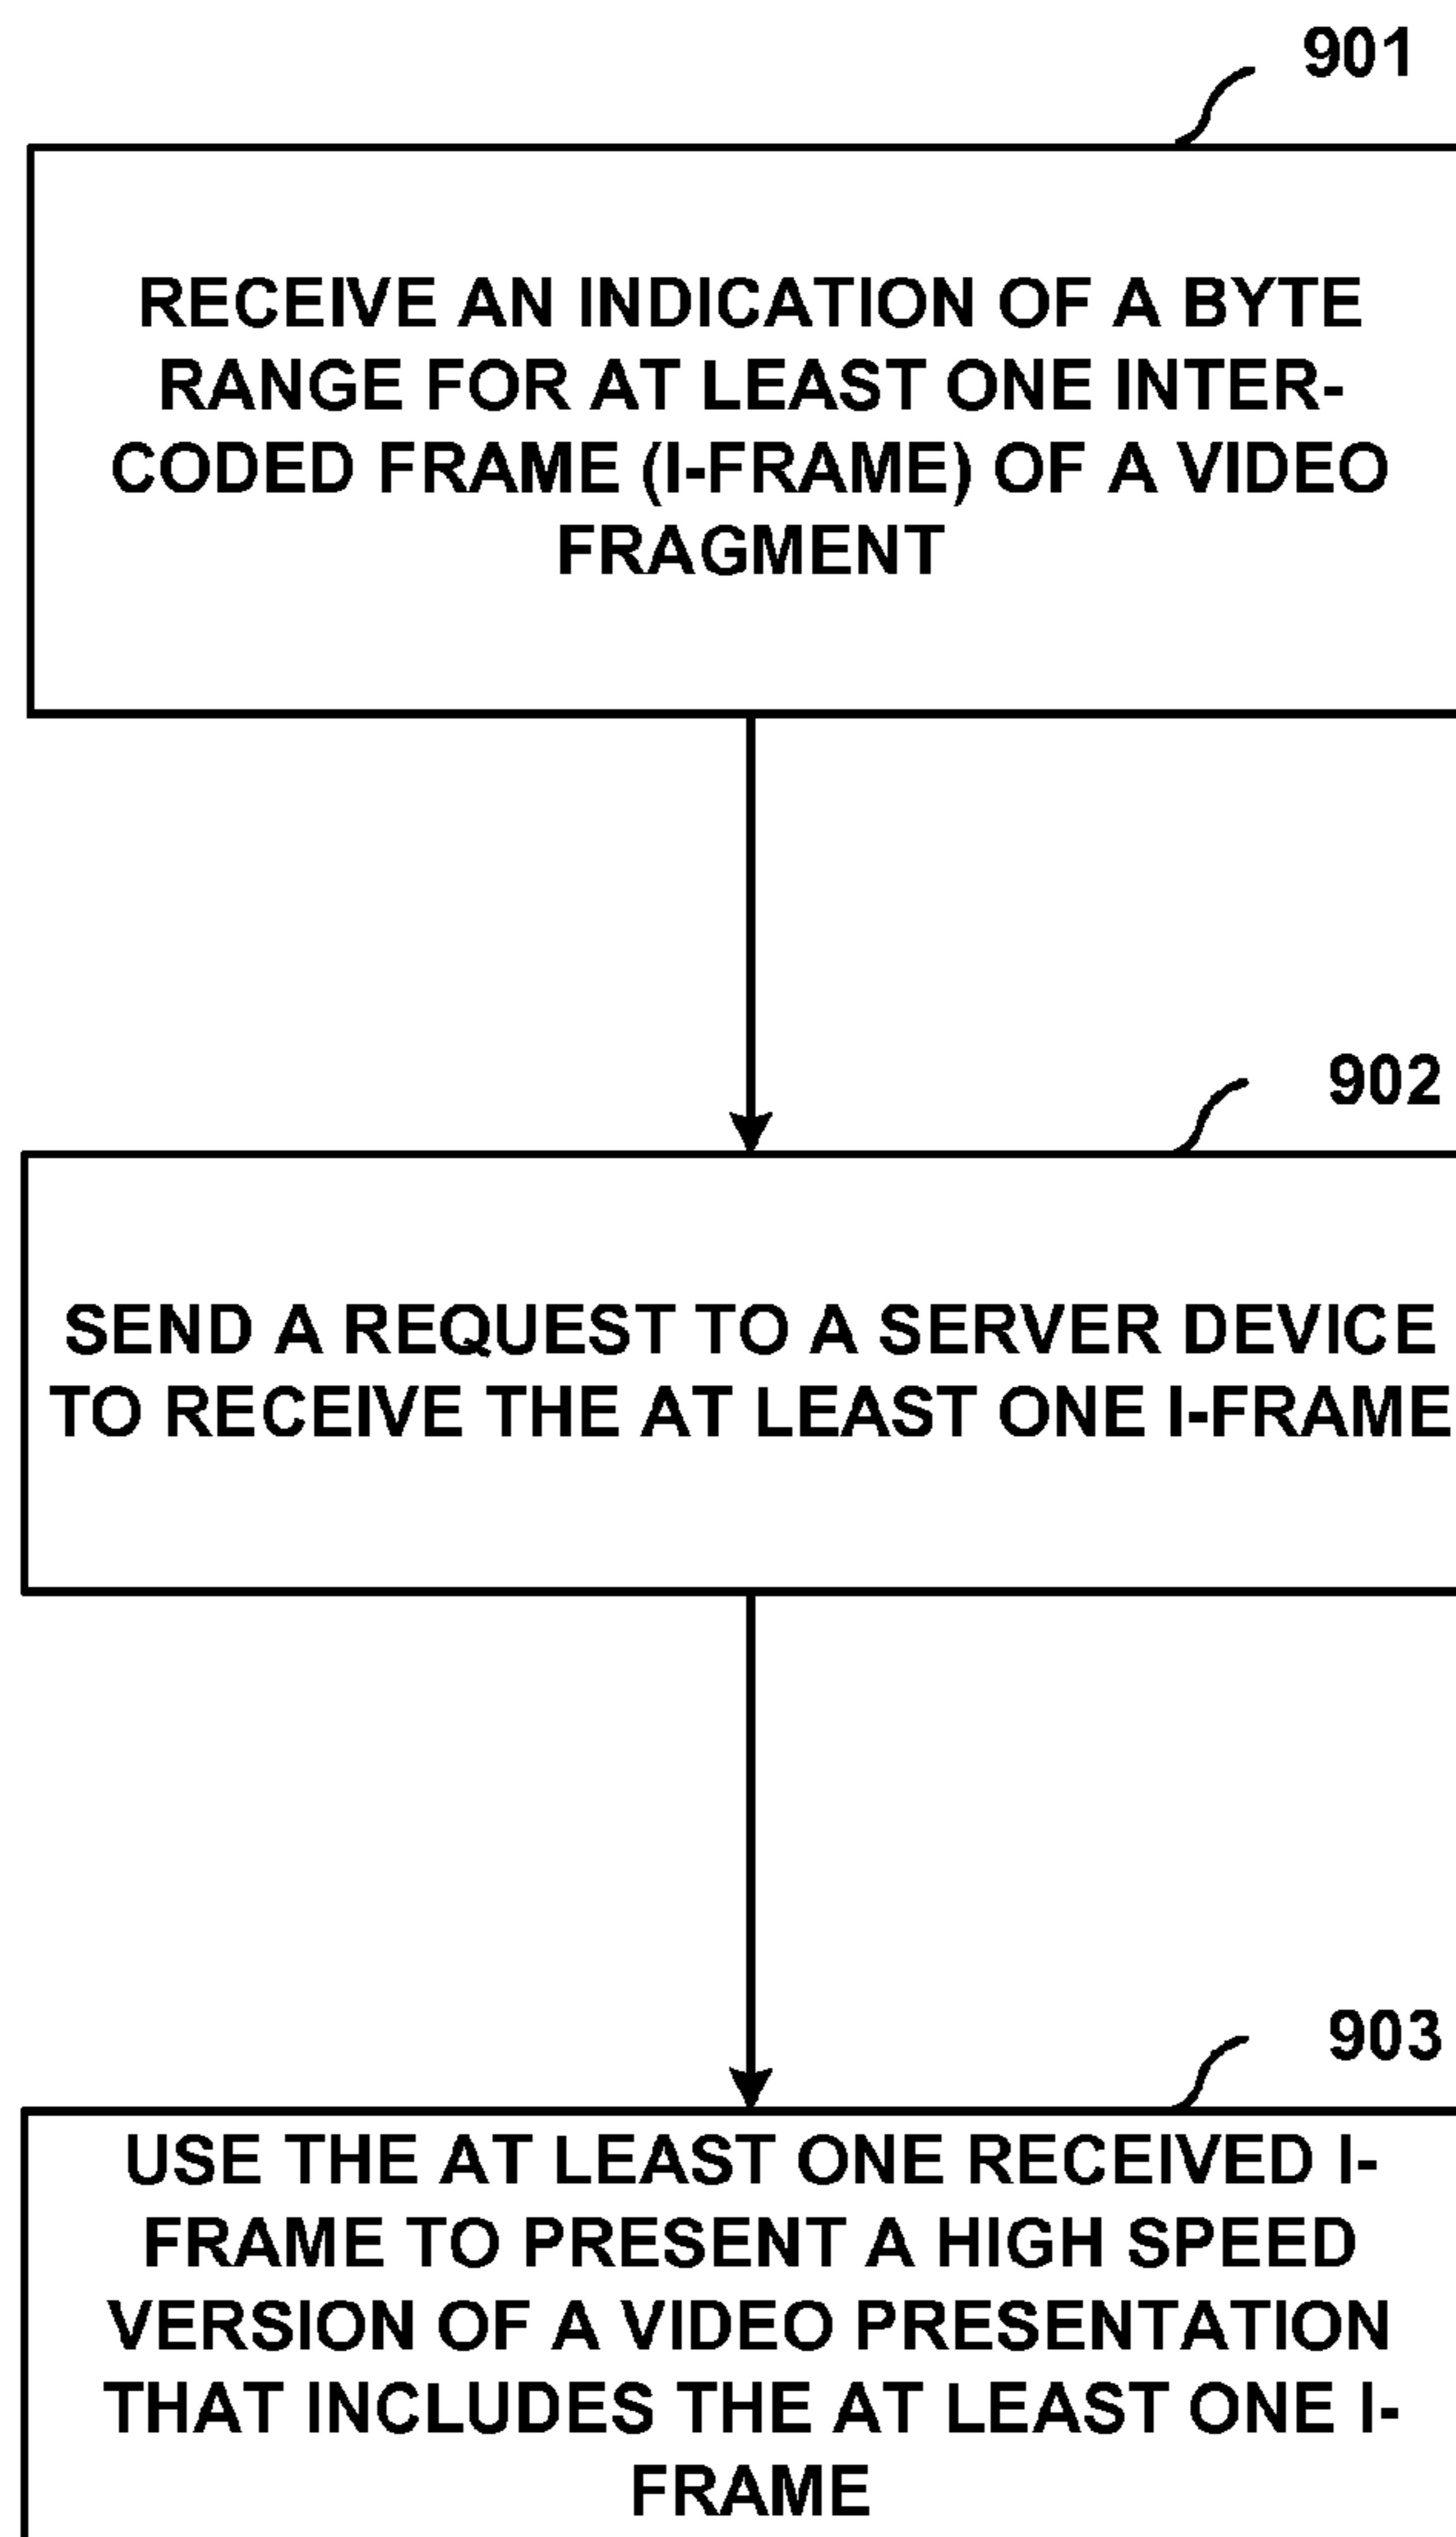 901
RECEIVE AN INDICATION OF A BYTE
RANGE FOR AT LEAST ONE INTER-
CODED FRAME (I-FRAME) OF A VIDEO
FRAGMENT
902
SEND A REQUEST TO A SERVER DEVICE
TO RECEIVE THE AT LEAST ONE I-FRAME
903
USE THE AT LEAST ONE RECEIVED I-
FRAME TO PRESENT A HIGH SPEED
VERSION OF A VIDEO PRESENTATION
THAT INCLUDES THE AT LEAST ONE I-
FRAME